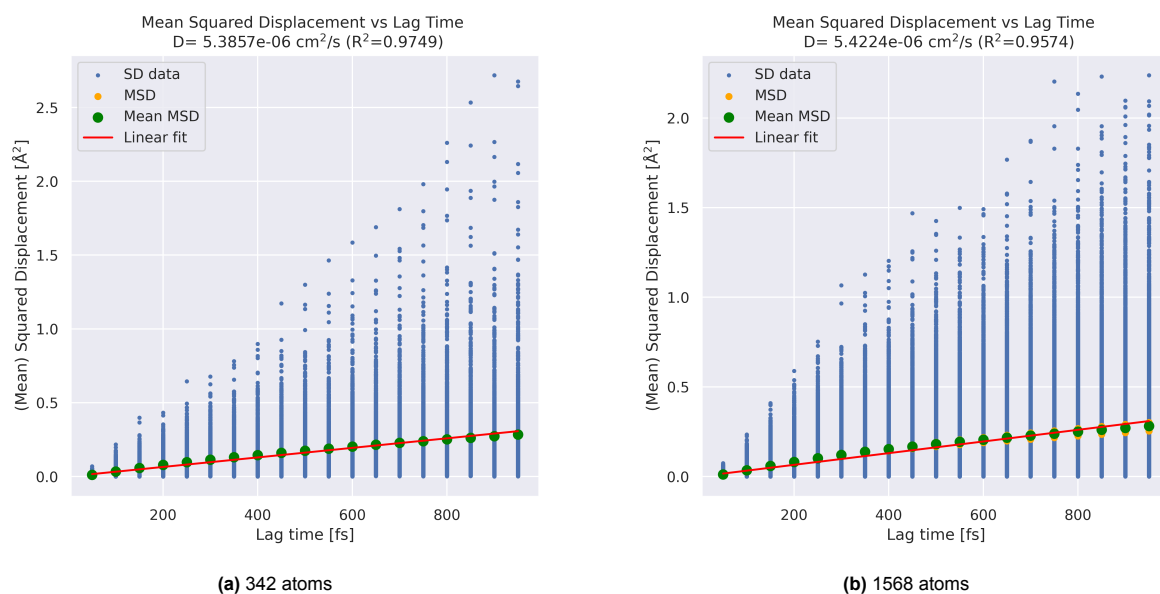 Mean Squared Displacement vs Lag Time
D= 5.3857e-06 cm²/s (R²=0.9749)
SD data
MSD
Mean MSD
Linear fit
(Mean) Squared Displacement [Å²]
2.5
2.0
1.5
1.0
0.5
0.0
200 400 600 800
Lag time [fs]
(a) 342 atoms
Mean Squared Displacement vs Lag Time
D= 5.4224e-06 cm²/s (R²=0.9574)
SD data
MSD
Mean MSD
Linear fit
(Mean) Squared Displacement [Å²]
2.0
1.5
1.0
0.5
0.0
200 400 600 800
Lag time [fs]
(b) 1568 atoms